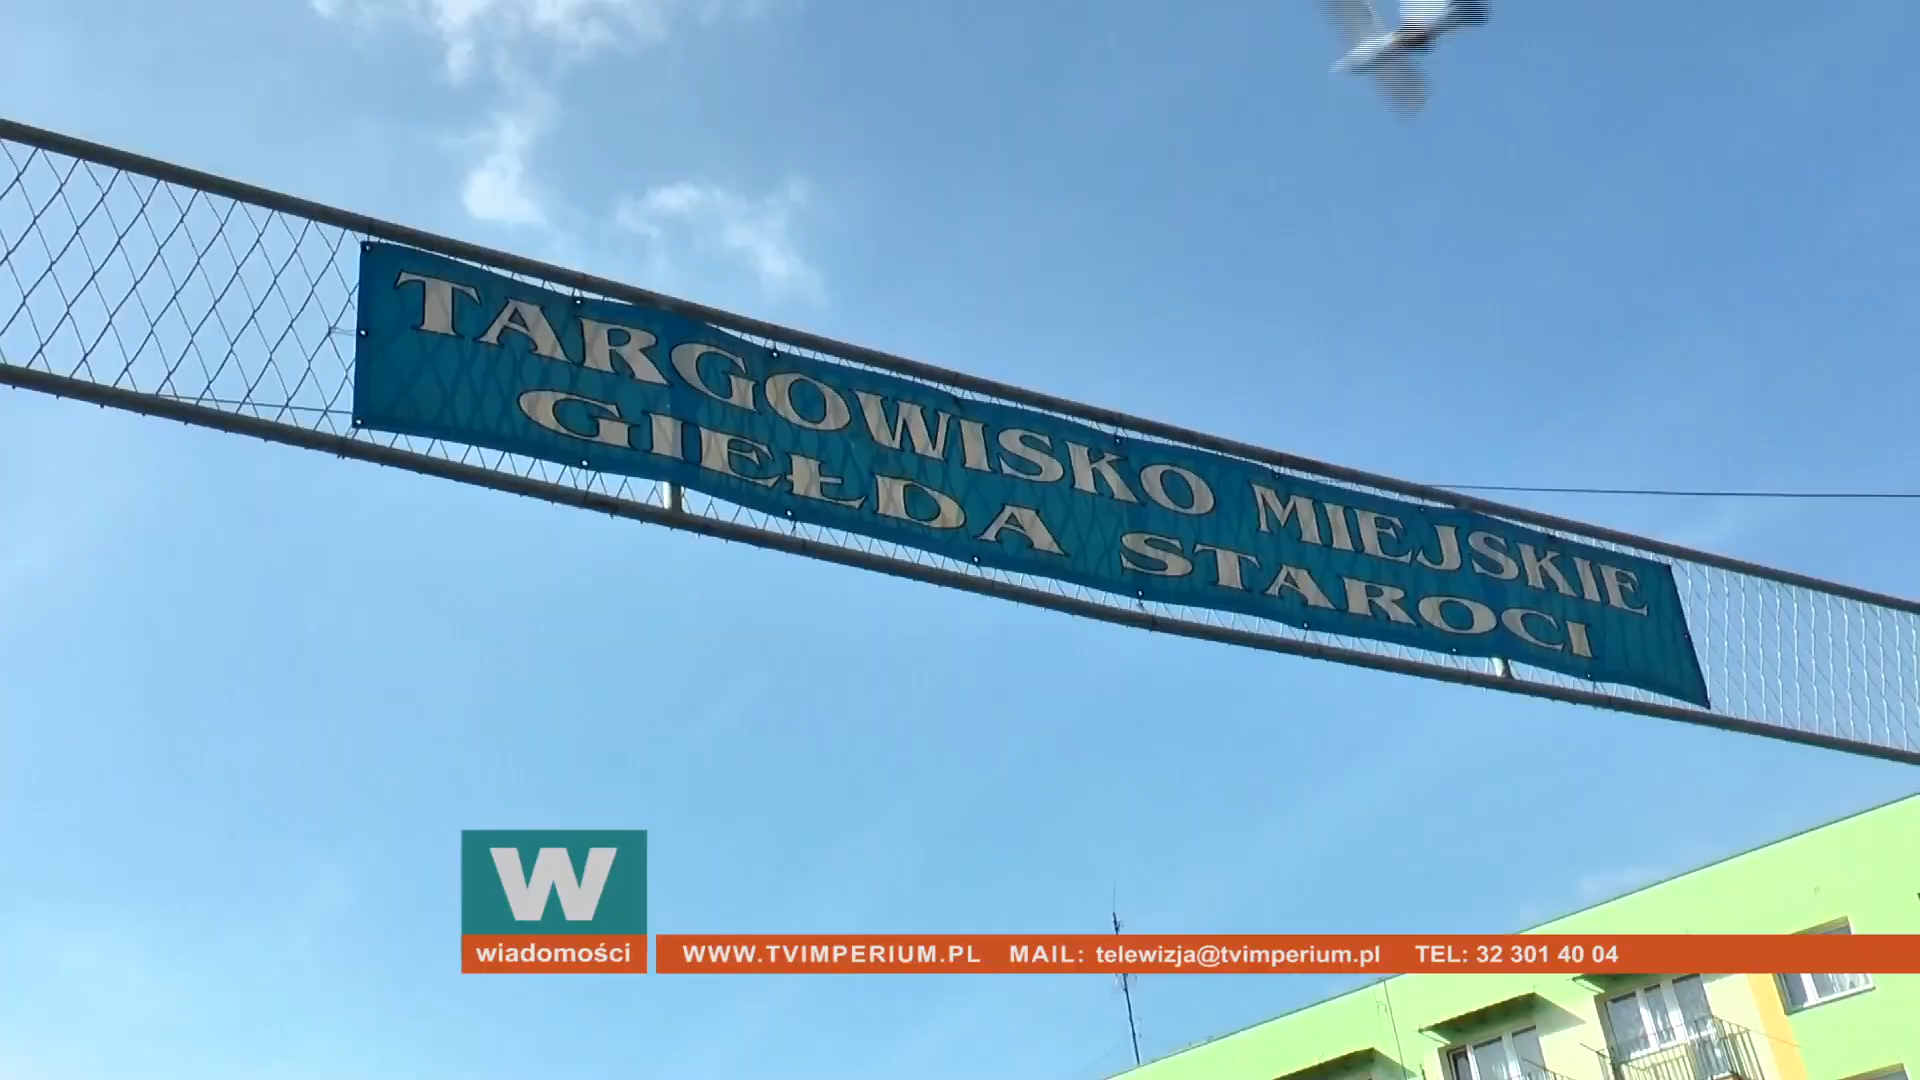 TARGOWISKO MIEJSKIE
GIEŁDA STAROCI
W
wiadomości
WWW.TVIMPERIUM.PL MAIL: telewizja@tvimperium.pl TEL: 32 301 40 04